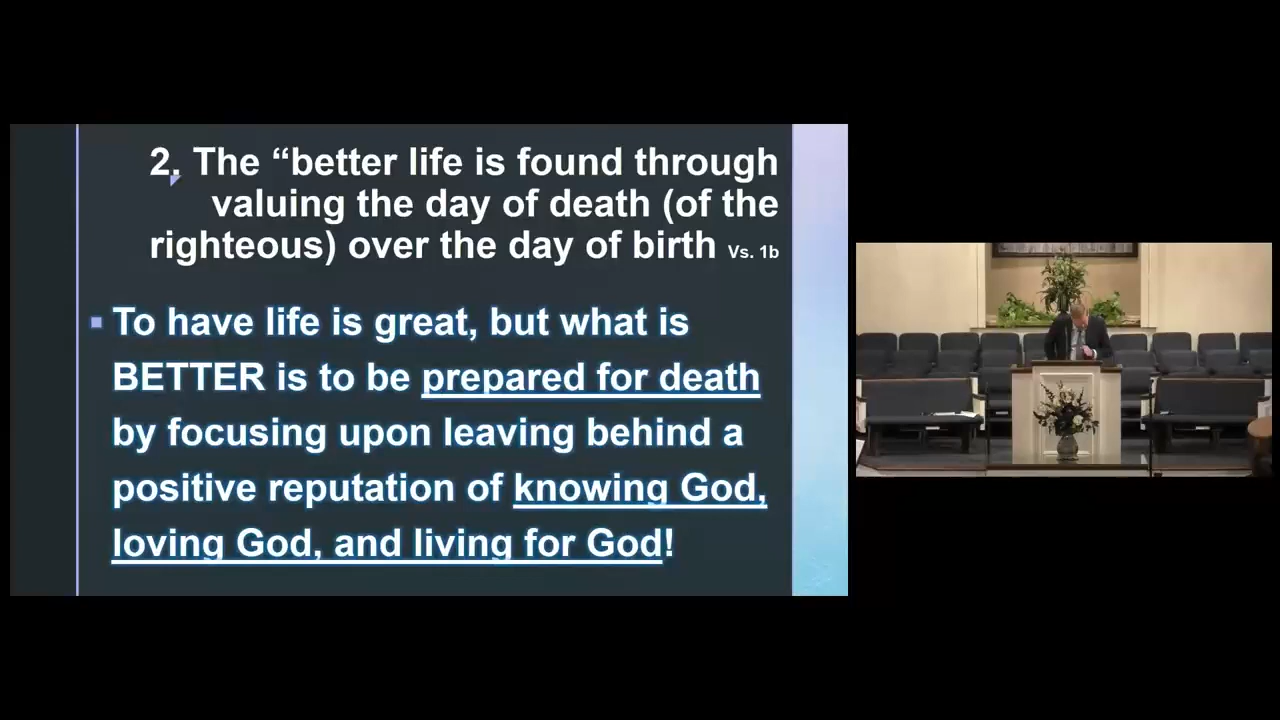 2. The “better life is found through
valuing the day of death (of the
righteous) over the day of birth Vs. 1b
To have life is great, but what is
BETTER is to be prepared for death
by focusing upon leaving behind a
positive reputation of knowing God,
loving God, and living for God!